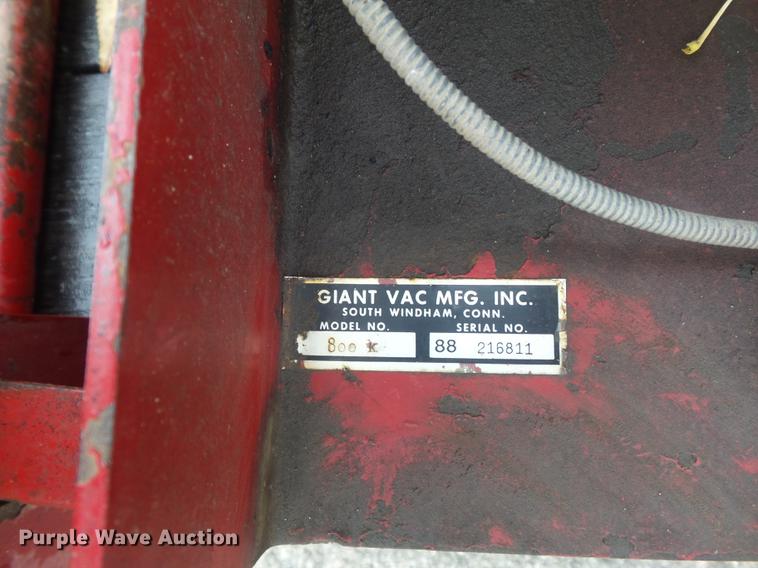 GIANT VAC MFG. INC.
SOUTH WINDHAM, CONN.
MODEL NO. SERIAL NO.
800 K 88 216811
Purple Wave Auction